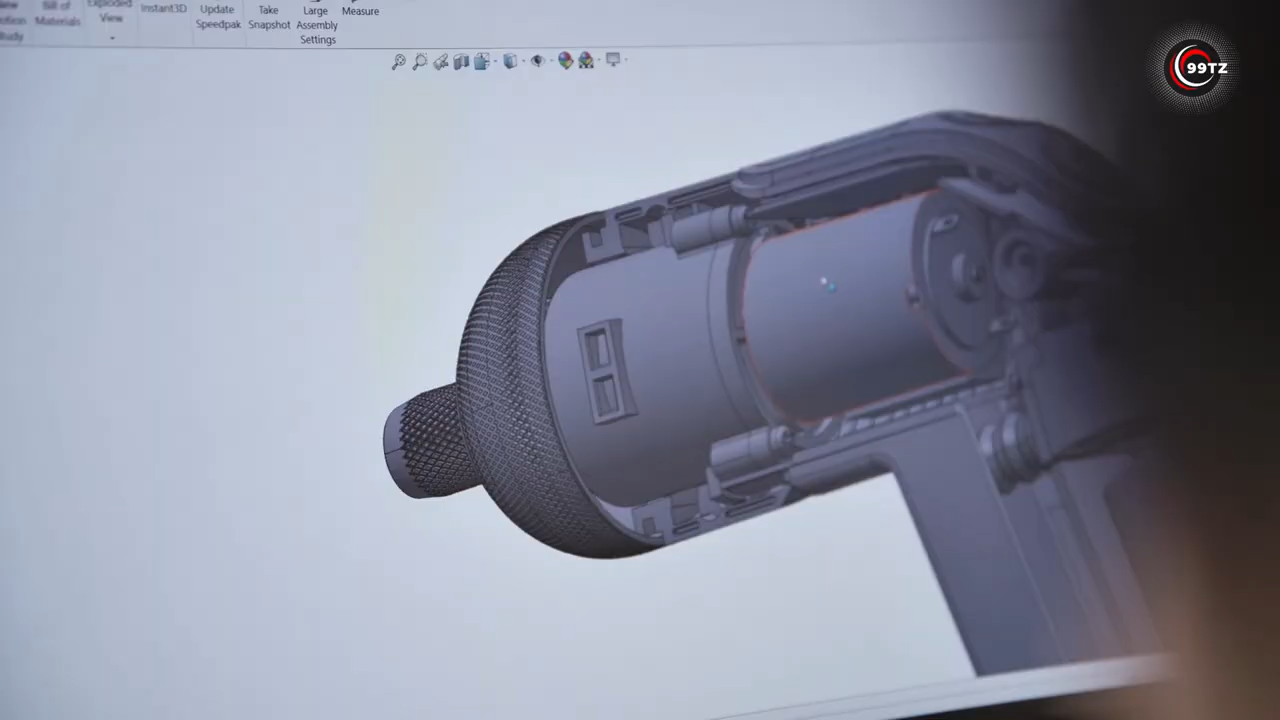 Bill of
Materials
Exploded
View
Instant3D
Update
Speedpak
Take
Snapshot
Large
Assembly
Settings
Measure
99TZ